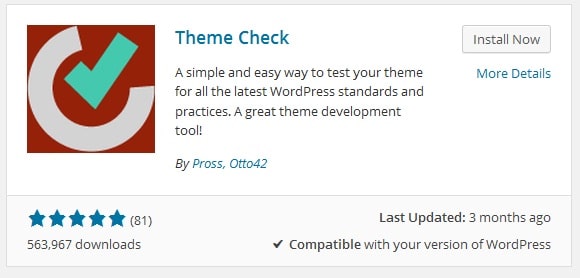 Theme Check
Install Now
More Details
A simple and easy way to test your theme
for all the latest WordPress standards and
practices. A great theme development
tool!
By Pross, Otto42
(81)
Last Updated: 3 months ago
563,967 downloads
Compatible with your version of WordPress